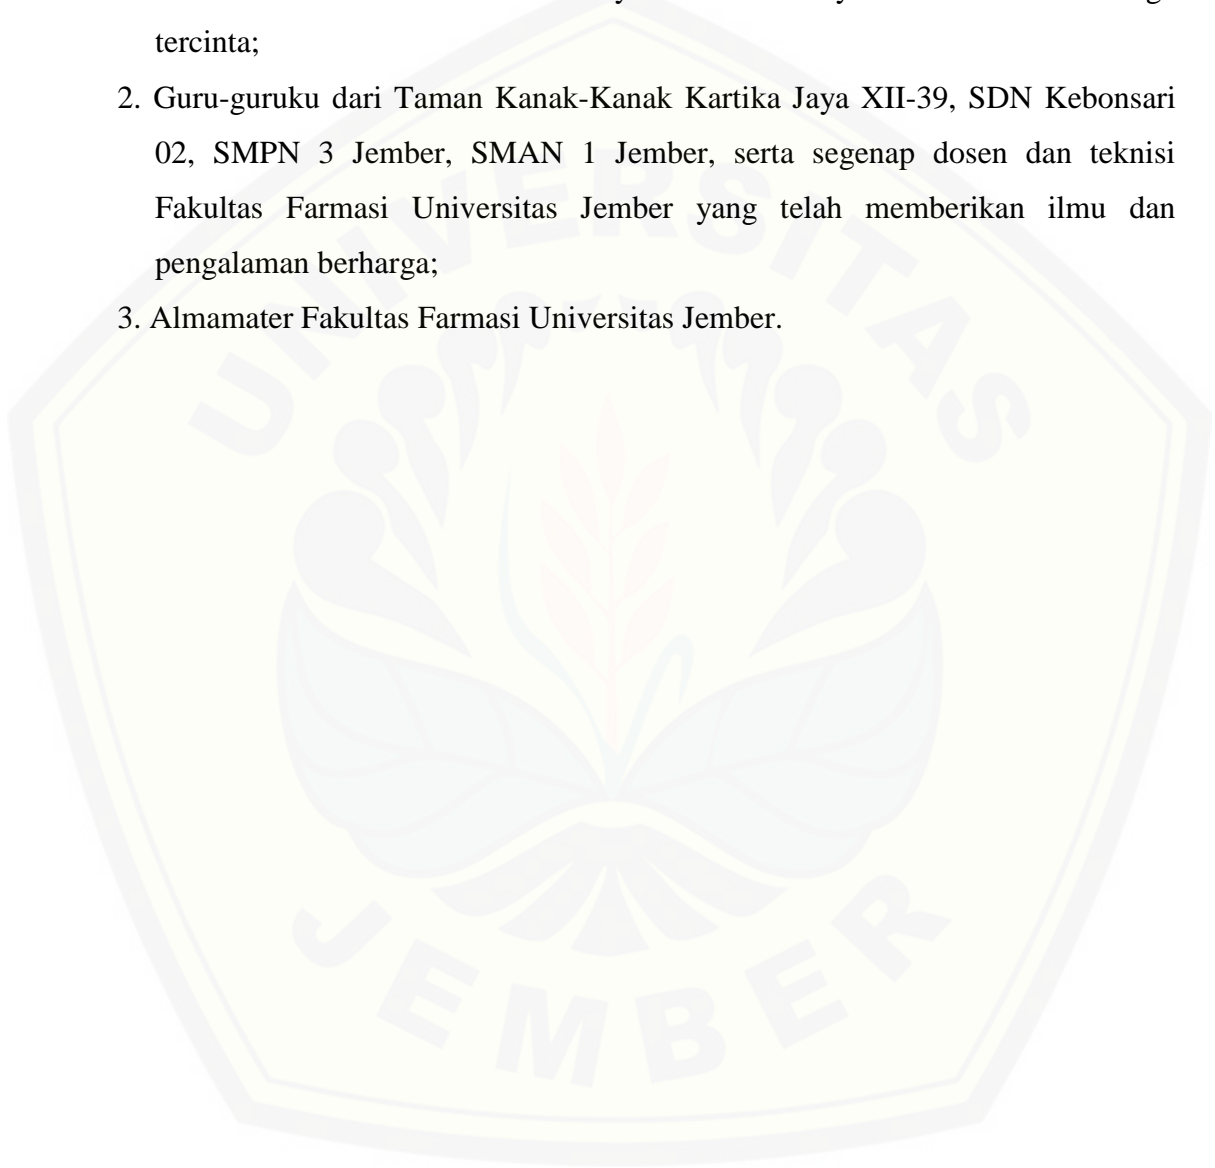 tercinta;
2. Guru-guruku dari Taman Kanak-Kanak Kartika Jaya XII-39, SDN Kebonsari
02, SMPN 3 Jember, SMAN 1 Jember, serta segenap dosen dan teknisi
Fakultas Farmasi Universitas Jember yang telah memberikan ilmu dan
pengalaman berharga;
3. Almamater Fakultas Farmasi Universitas Jember.
UNIVERSITAS
JEMBER